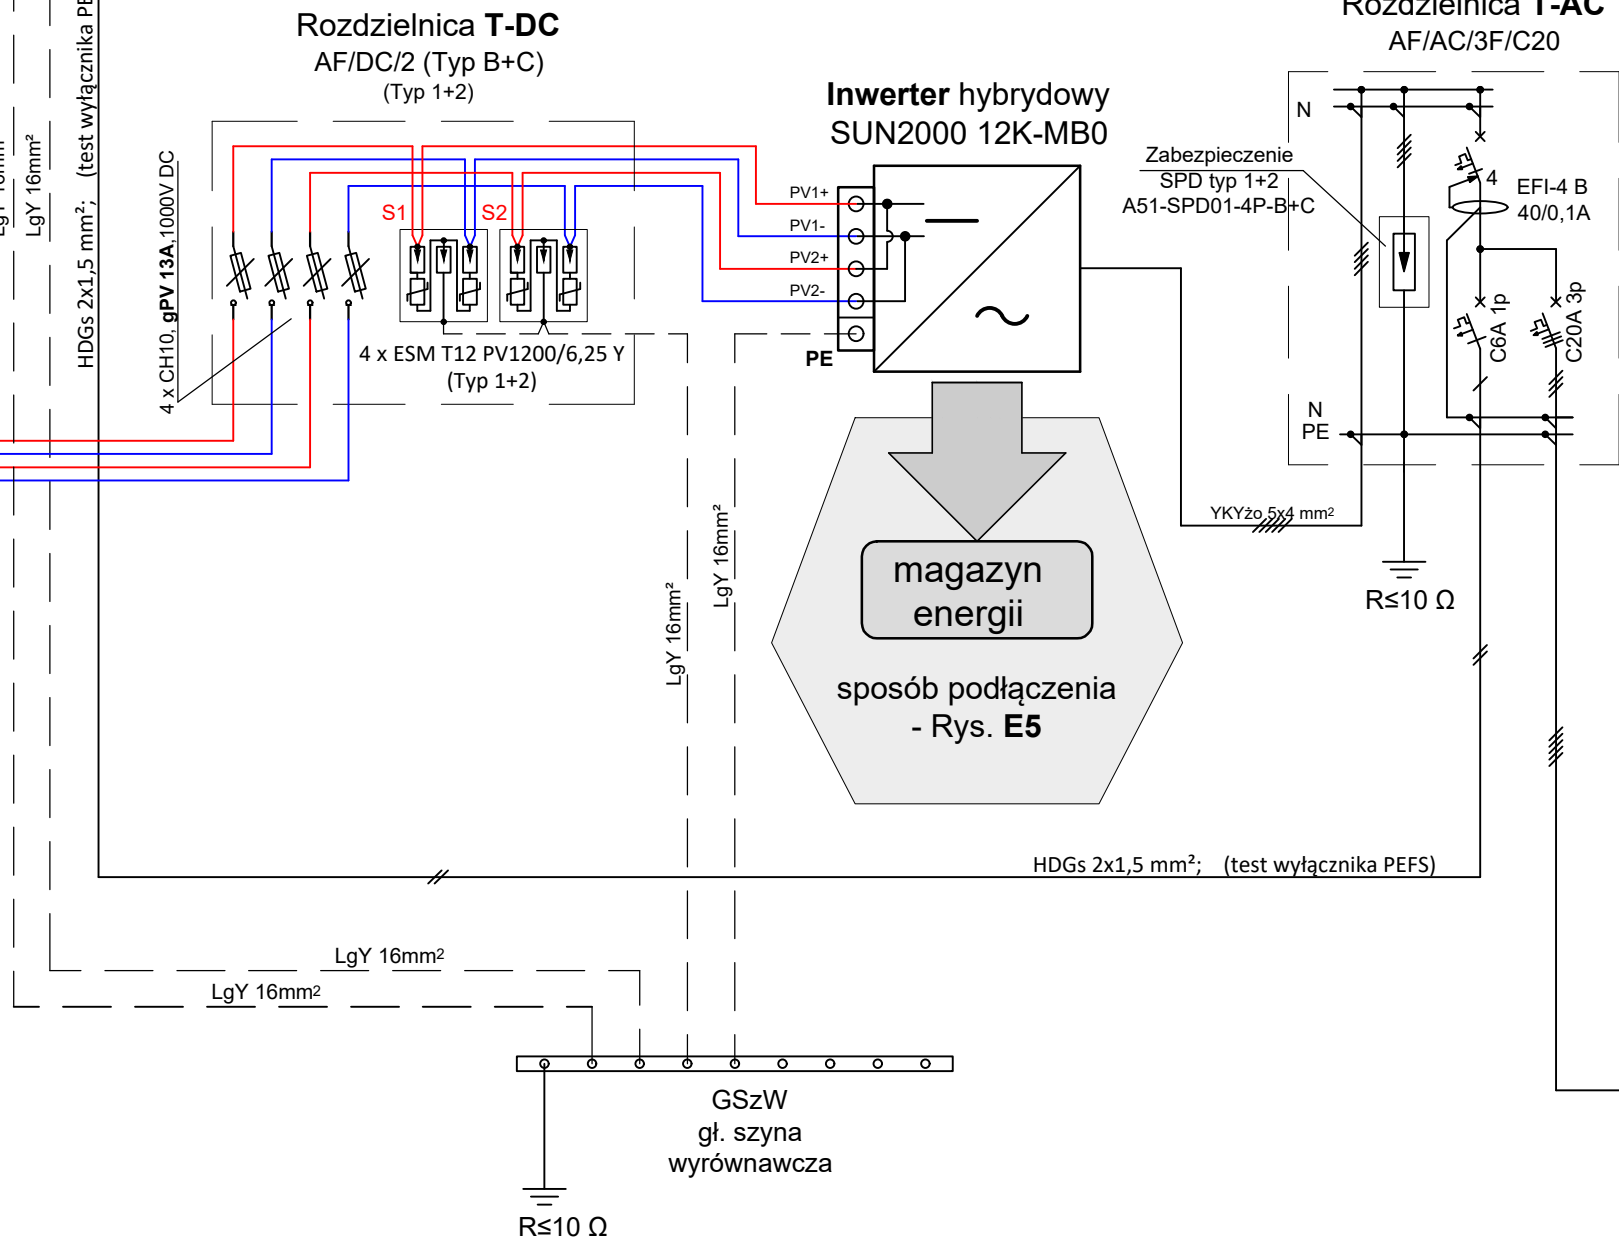 Rozdzielnica T-DC
AF/DC/2 (Typ B+C)
(Typ 1+2)
Rozdzielnica T-AC
AF/AC/3F/C20
Inwerter hybrydowy
SUN2000 12K-MB0
LgY 16mm²
LgY 16mm²
HDGs 2x1,5 mm²; (test wyłącznika PE
4 x CH10, gPV 13A,1000V DC
S1
S2
4 x ESM T12 PV1200/6,25 Y
(Typ 1+2)
PV1+
PV1-
PV2+
PV2-
PE
Zabezpieczenie
SPD typ 1+2
A51-SPD01-4P-B+C
N
4
EFI-4 B
40/0,1A
C6A 1p
C20A 3p
N
PE
YKYżo 5x4 mm²
R≤10 Ω
magazyn
energii
sposób podłączenia
- Rys. E5
LgY 16mm²
LgY 16mm²
HDGs 2x1,5 mm²; (test wyłącznika PEFS)
LgY 16mm²
LgY 16mm²
GSzW
gł. szyna
wyrównawcza
R≤10 Ω